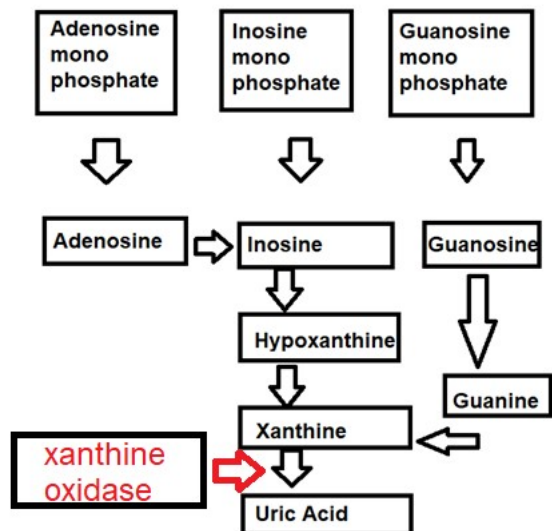 Adenosine
mono
phosphate
Inosine
mono
phosphate
Guanosine
mono
phosphate
Adenosine
Inosine
Guanosine
Hypoxanthine
Guanine
Xanthine
xanthine
oxidase
Uric Acid